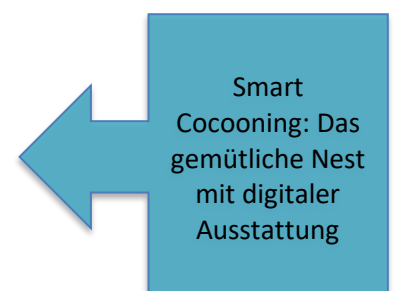 Smart
Cocooning: Das
gemütliche Nest
mit digitaler
Ausstattung